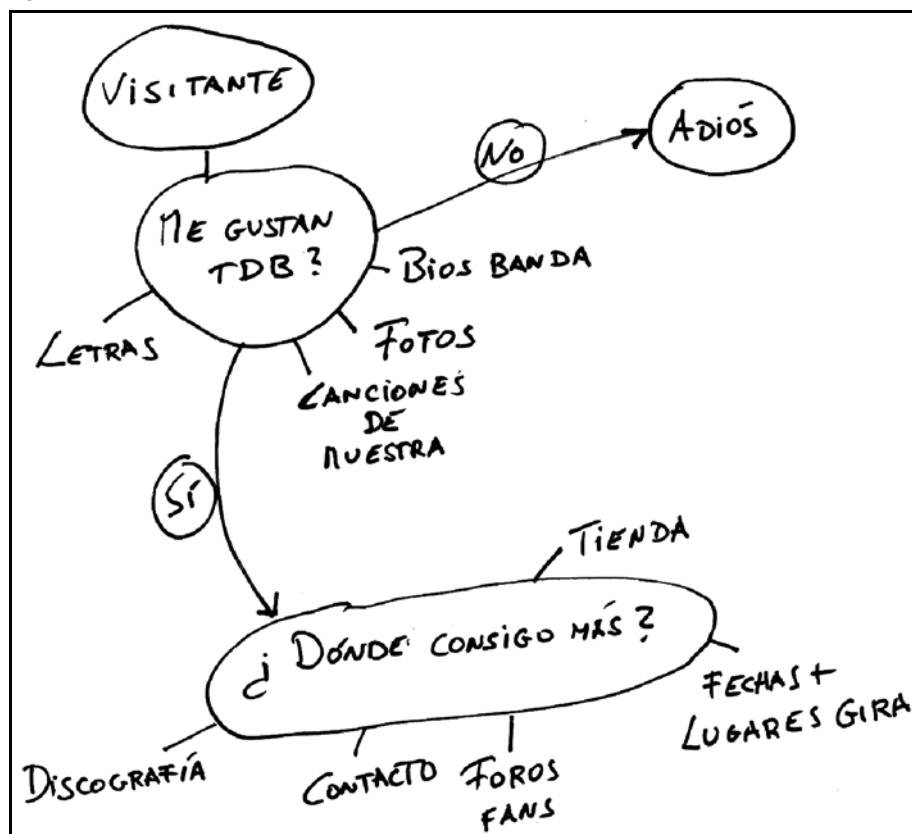 VISITANTE
NO
ADIÓS
ME GUSTAN
TDB?
BIOS BANDA
LETRAS
FOTOS
CANCIONES
DE
MUESTRA
SÍ
TIENDA
¿DÓNDE CONSIGO MÁS?
FECHAS +
LUGARES GIRA
DISCOGRAFÍA
CONTACTO
FOROS
FANS